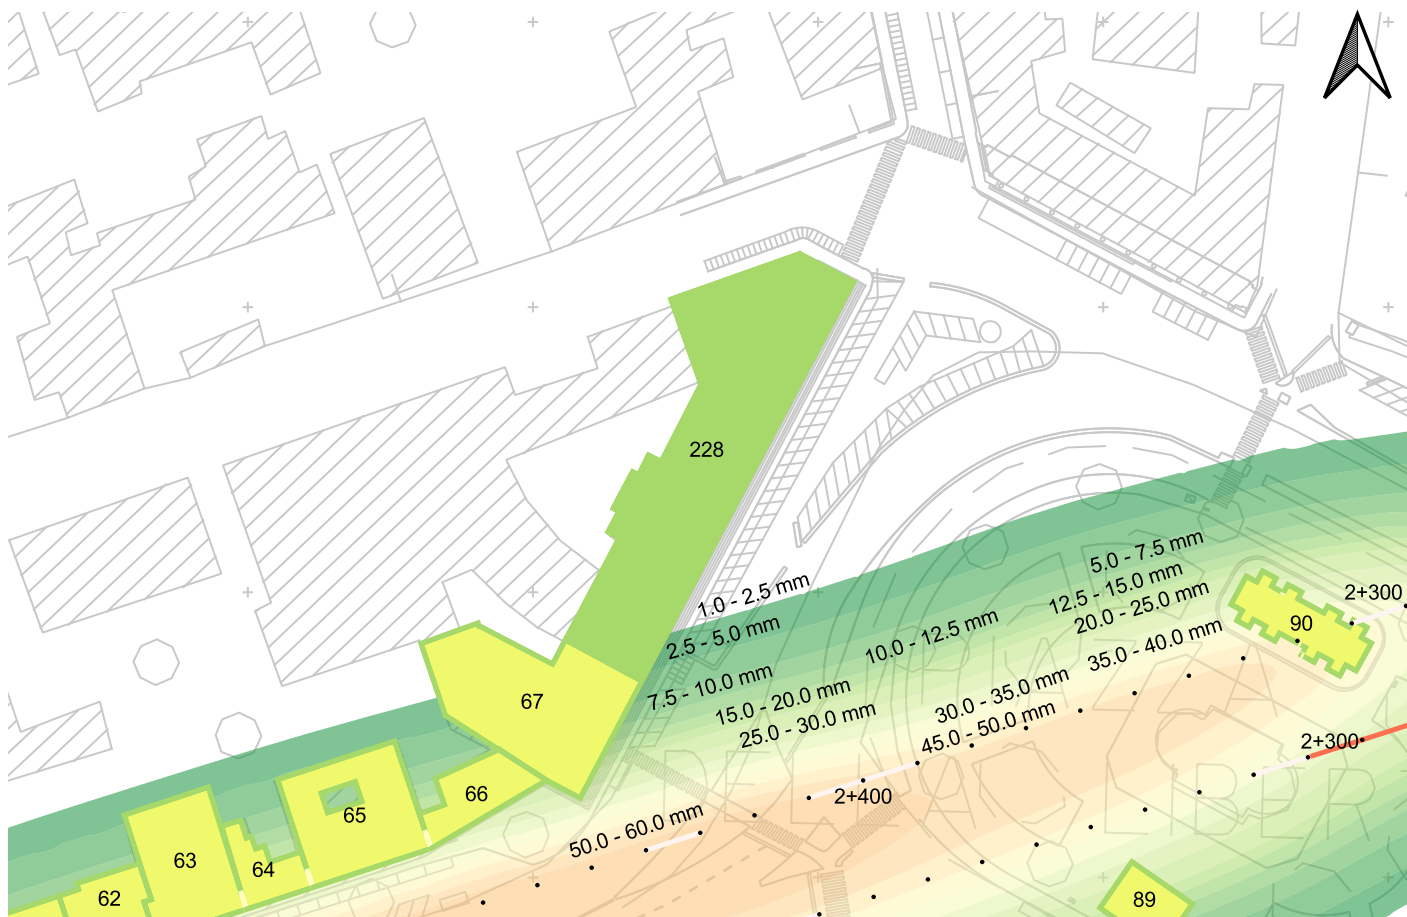 228
5.0 - 7.5 mm
12.5 - 15.0 mm
1.0 - 2.5 mm
20.0 - 25.0 mm
2+300
90
2.5 - 5.0 mm
10.0 - 12.5 mm
35.0 - 40.0 mm
7.5 - 10.0 mm
67
15.0 - 20.0 mm
30.0 - 35.0 mm
25.0 - 30.0 mm
45.0 - 50.0 mm
2+300
66
2+400
65
50.0 - 60.0 mm
63
64
62
89